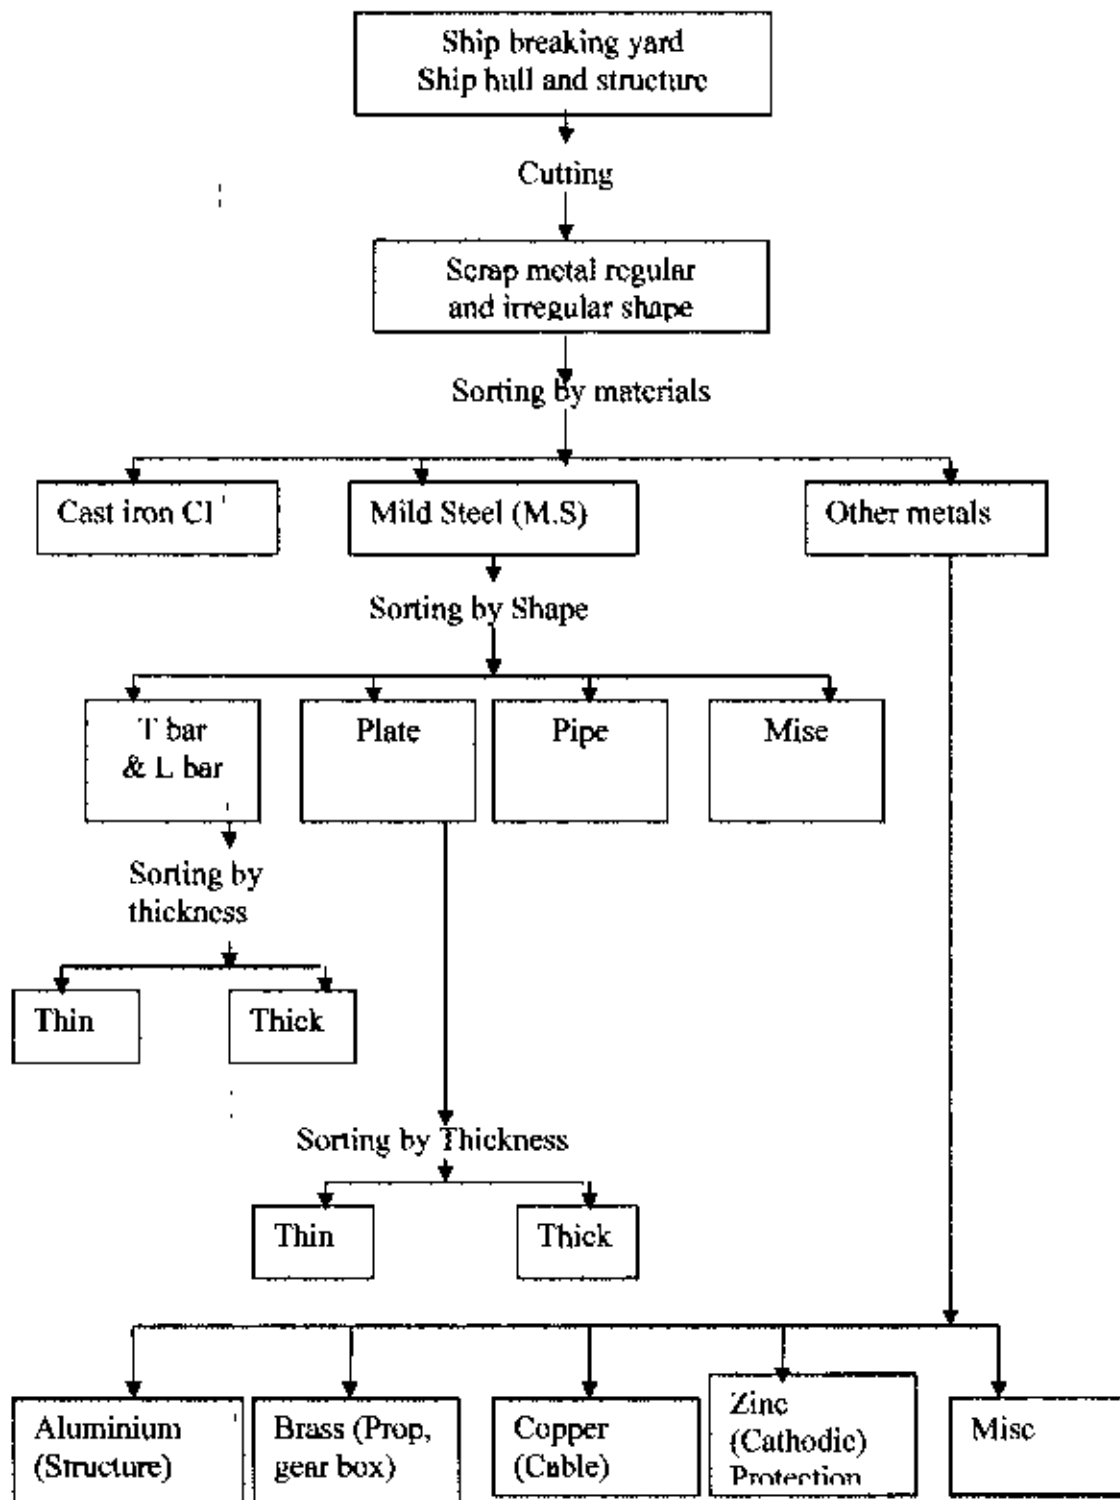 Ship breaking yard
Ship hull and structure
Cutting
Scrap metal regular
and irregular shape
Sorting by materials
Cast iron CI
Mild Steel (M.S)
Other metals
Sorting by Shape
T bar
& L bar
Plate
Pipe
Mise
Sorting by
thickness
Thin
Thick
Sorting by Thickness
Thin
Thick
Aluminium
(Structure)
Brass (Prop,
gear box)
Copper
(Cable)
Zinc
(Cathodic)
Protection
Misc